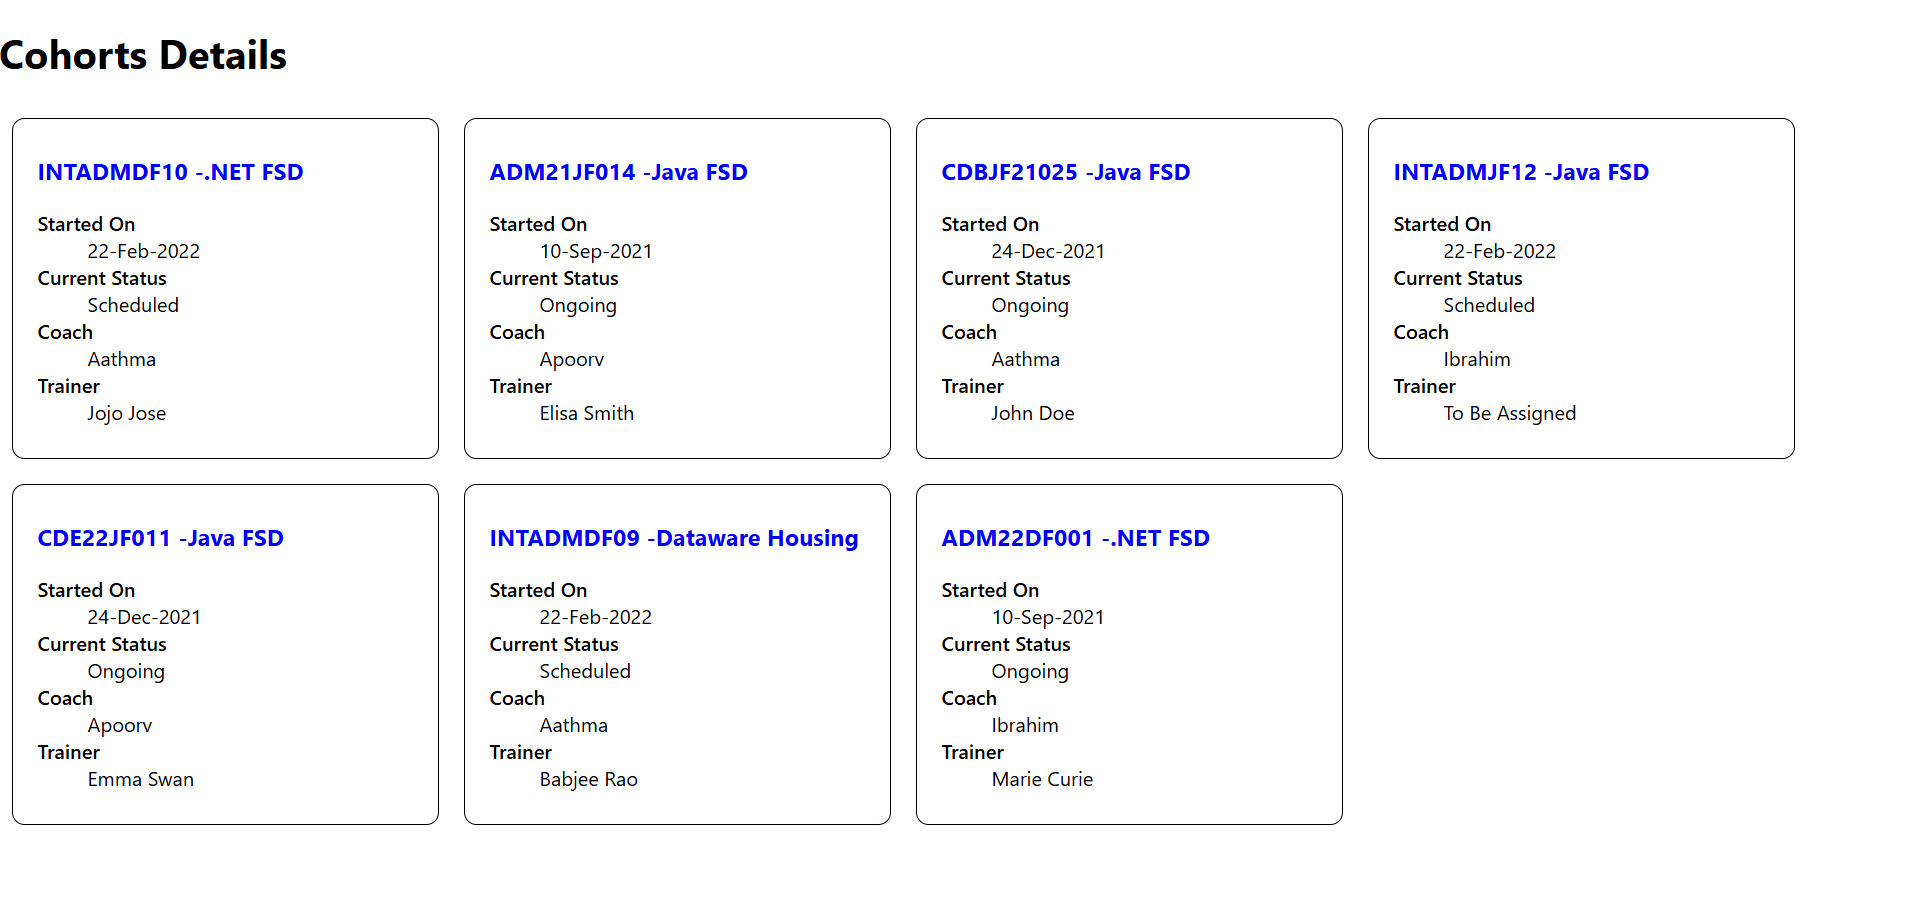 Cohorts Details
INTADMDF10 -.NET FSD
Started On
22-Feb-2022
Current Status
Scheduled
Coach
Aathma
Trainer
Jojo Jose
ADM21JF014 -Java FSD
Started On
10-Sep-2021
Current Status
Ongoing
Coach
Apoorv
Trainer
Elisa Smith
CDBJF21025 -Java FSD
Started On
24-Dec-2021
Current Status
Ongoing
Coach
Aathma
Trainer
John Doe
INTADMJF12 -Java FSD
Started On
22-Feb-2022
Current Status
Scheduled
Coach
Ibrahim
Trainer
To Be Assigned
CDE22JF011 -Java FSD
Started On
24-Dec-2021
Current Status
Ongoing
Coach
Apoorv
Trainer
Emma Swan
INTADMDF09 -Dataware Housing
Started On
22-Feb-2022
Current Status
Scheduled
Coach
Aathma
Trainer
Babjee Rao
ADM22DF001 -.NET FSD
Started On
10-Sep-2021
Current Status
Ongoing
Coach
Ibrahim
Trainer
Marie Curie